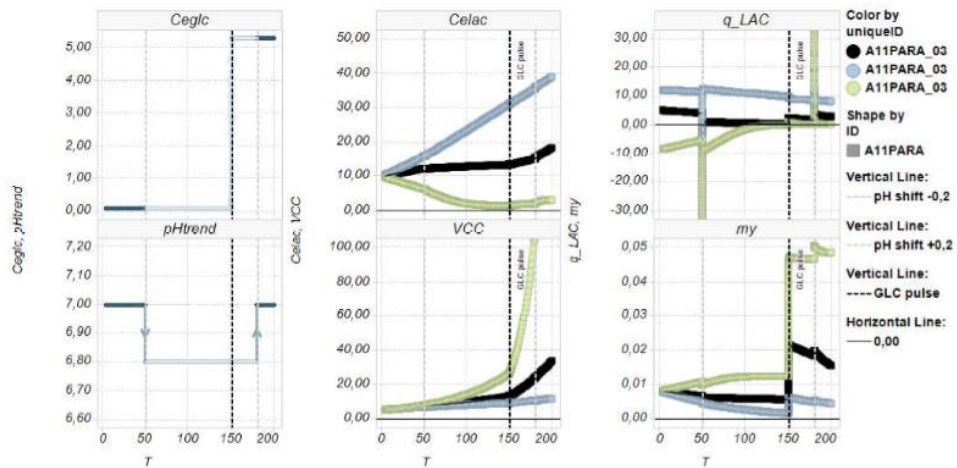 Ceglc
5,00
4,00
3,00
2,00
1,00
0,00
pHtrend
7,20
7,10
7,00
6,90
6,80
6,70
6,60
0
50
100
150
200
T
Ceglc, pHtrend
Celac
50,00
40,00
30,00
20,00
10,00
0,00
GLC pulse
VCC
100,00
80,00
60,00
40,00
20,00
0,00
GLC pulse
0
50
100
150
200
T
Celac, VCC
q_LAC
30,00
20,00
10,00
0,00
-10,00
-20,00
-30,00
GLC pulse
my
0,05
0,04
0,03
0,02
0,01
0,00
GLC pulse
0
50
100
150
200
T
q_LAC, my
Color by
uniqueID
A11PARA_03
A11PARA_03
A11PARA_03
Shape by
ID
A11PARA
Vertical Line:
pH shift -0,2
Vertical Line:
pH shift +0,2
Vertical Line:
GLC pulse
Horizontal Line:
0,00